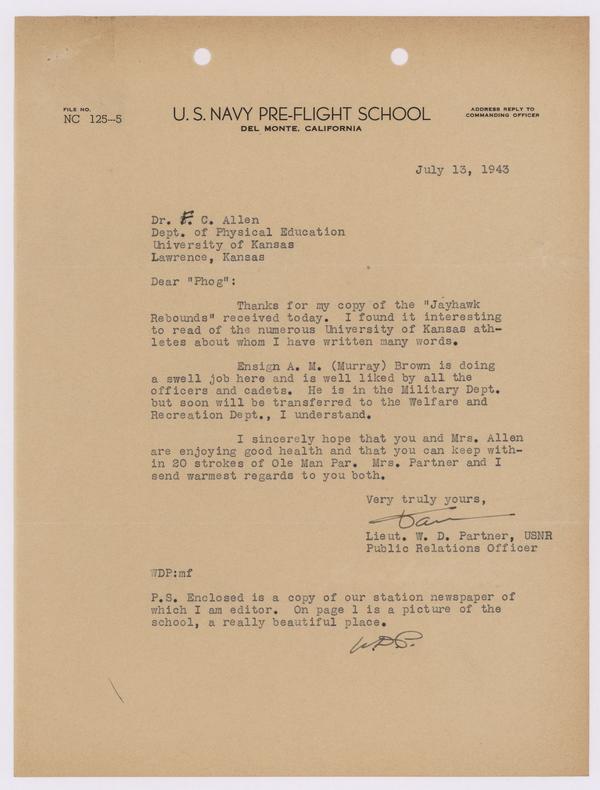 FILE NO.
NC 125--5
U. S. NAVY PRE-FLIGHT SCHOOL
DEL MONTE, CALIFORNIA
ADDRESS REPLY TO
COMMANDING OFFICER
July 13, 1943
Dr. F. C. Allen
Dept. of Physical Education
University of Kansas
Lawrence, Kansas
Dear "Phog":
Thanks for my copy of the "Jayhawk
Rebounds" received today. I found it interesting
to read of the numerous University of Kansas ath-
letes about whom I have written many words.
Ensign A. M. (Murray) Brown is doing
a swell job here and is well liked by all the
officers and cadets. He is in the Military Dept.
but soon will be transferred to the Welfare and
Recreation Dept., I understand.
I sincerely hope that you and Mrs. Allen
are enjoying good health and that you can keep with-
in 20 strokes of Ole Man Par. Mrs. Partner and I
send warmest regards to you both.
Very truly yours,
Dan
Lieut. W. D. Partner, USNR
Public Relations Officer
WDP:mf
P.S. Enclosed is a copy of our station newspaper of
which I am editor. On page 1 is a picture of the
school, a really beautiful place.
W.D.P.